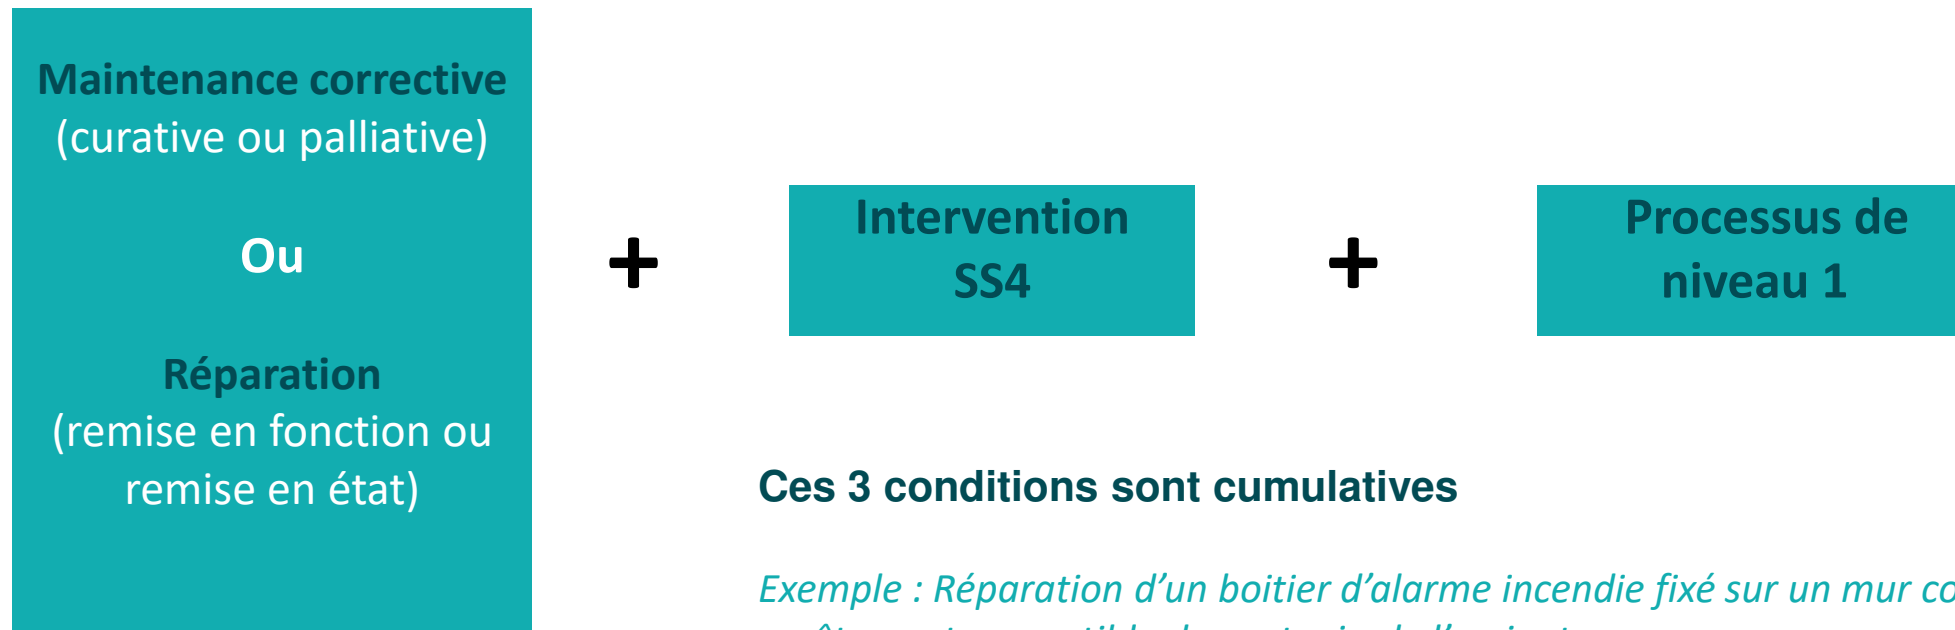 Maintenance corrective
(curative ou palliative)
Ou
Réparation
(remise en fonction ou
remise en état)
+
Intervention
SS4
+
Processus de
niveau 1
Ces 3 conditions sont cumulatives
Exemple : Réparation d’un boitier d’alarme incendie fixé sur un mur